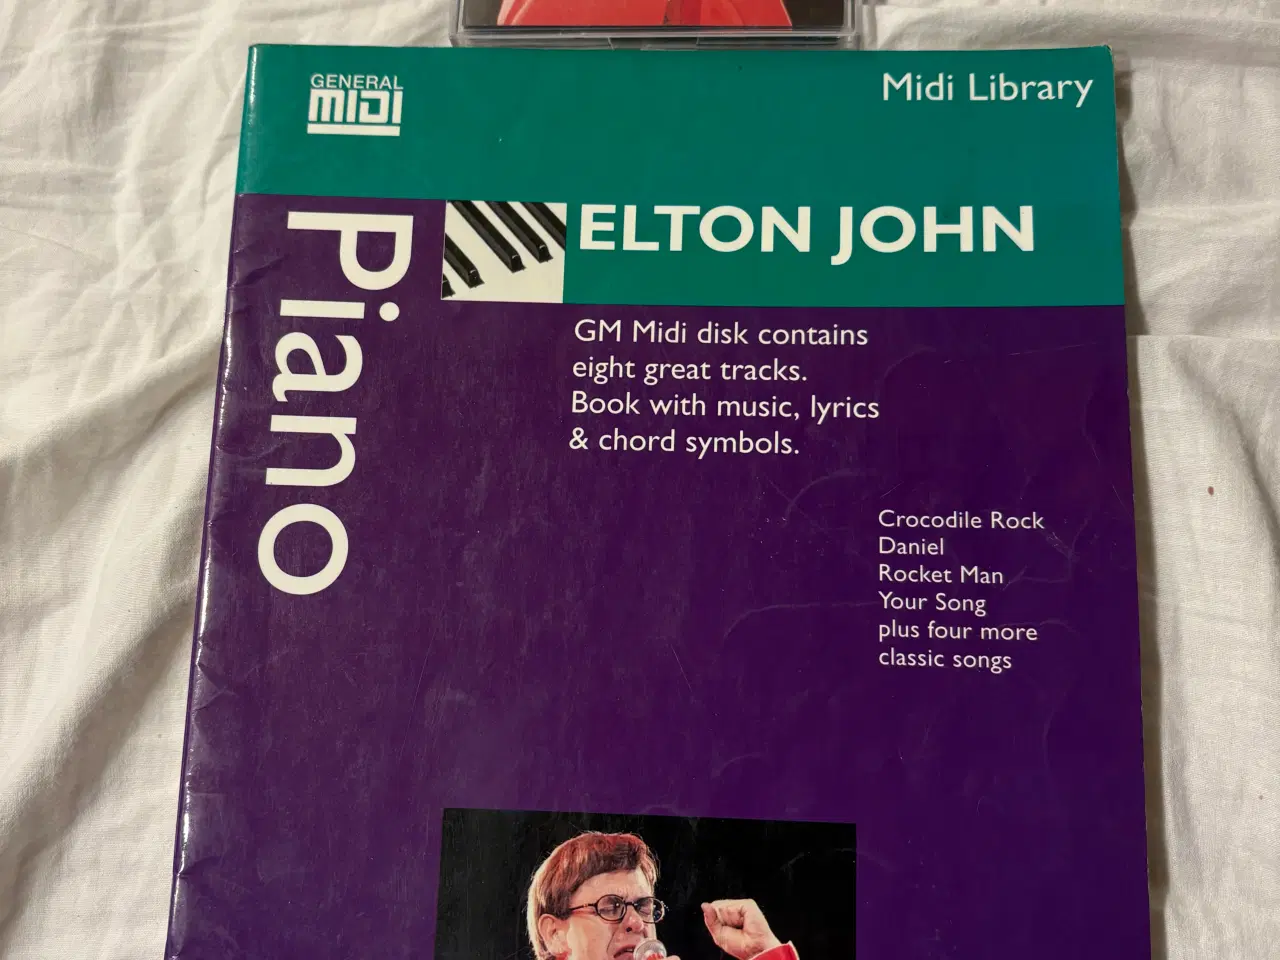 GENERAL
MIDI
Midi Library
Piano
ELTON JOHN
GM Midi disk contains
eight great tracks.
Book with music, lyrics
& chord symbols.
Crocodile Rock
Daniel
Rocket Man
Your Song
plus four more
classic songs